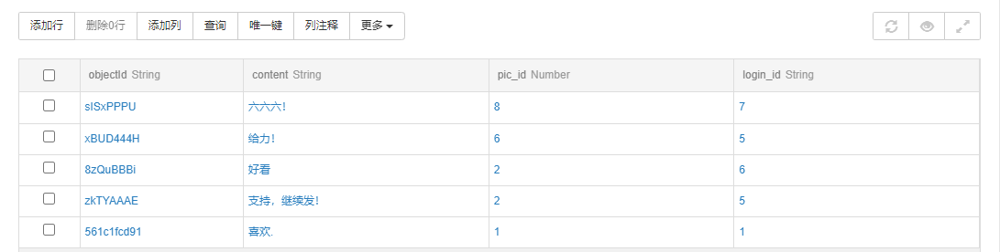 添加行 删除0行 添加列 查询 唯一键 列注释 更多
objectId String content String pic_id Number login_id String
sISxPPPU 六六六! 8 7
xBUD444H 给力! 6 5
8zQuBBBi 好看 2 6
zkTYAAAE 支持，继续发! 2 5
561c1fcd91 喜欢. 1 1